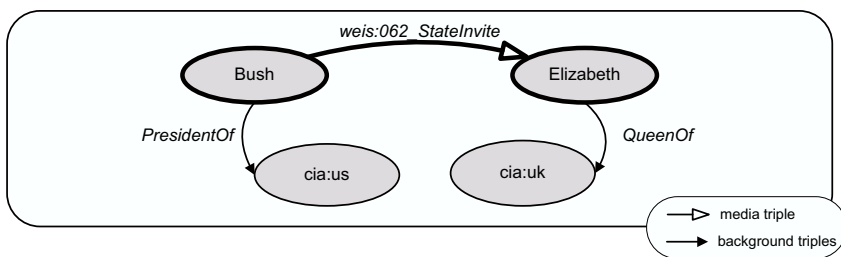 weis:062_StateInvite
Bush
Elizabeth
PresidentOf
QueenOf
cia:us
cia:uk
media triple
background triples